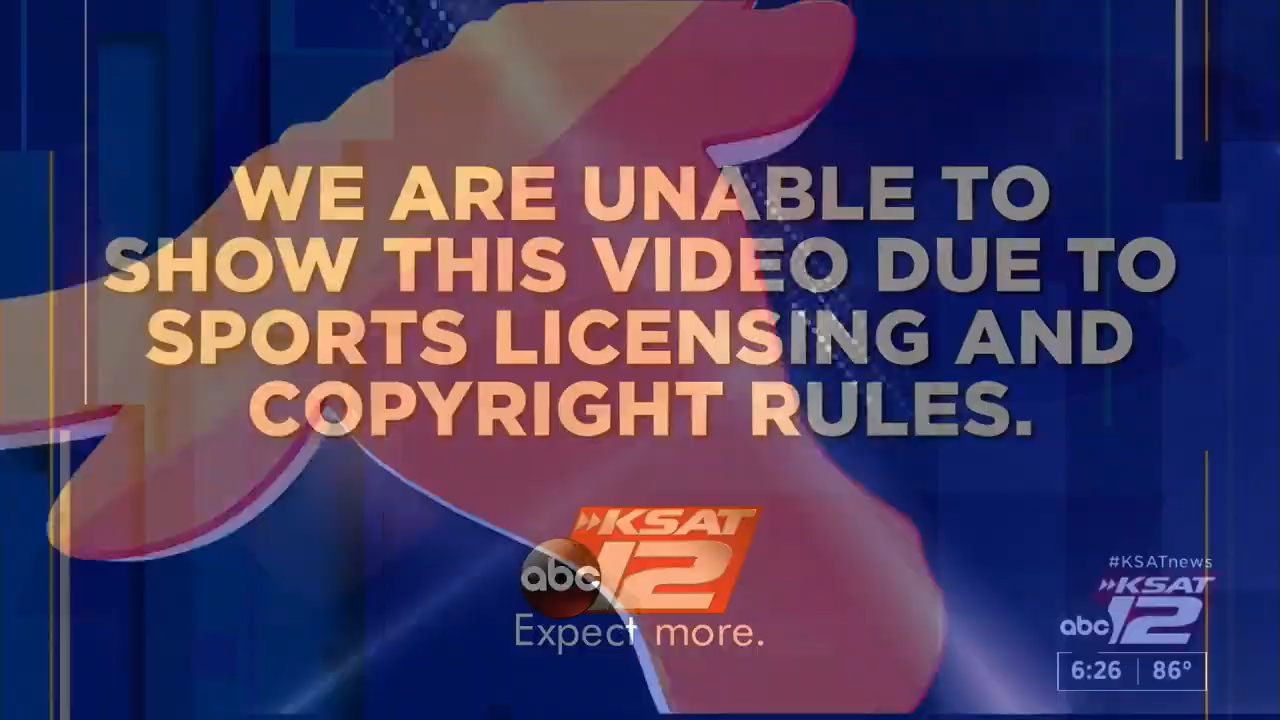 WE ARE UNABLE TO
SHOW THIS VIDEO DUE TO
SPORTS LICENSING AND
COPYRIGHT RULES.
KSAT
abc 12
Expect more.
#KSATnews
KSAT
abc 12
6:26 86°